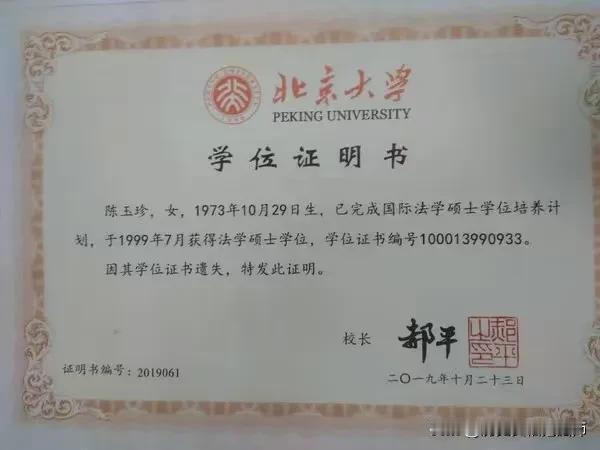 北京大学
PEKING UNIVERSITY
学位证明书
陈玉珍，女，1973年10月29日生，已完成国际法学硕士学位培养计
划，于1999年7月获得法学硕士学位，学位证书编号100013990933。
因其学位证书遗失，特发此证明。
校长 郝平
郝平之印
证明书编号：2019061
二〇一九年十月二十三日